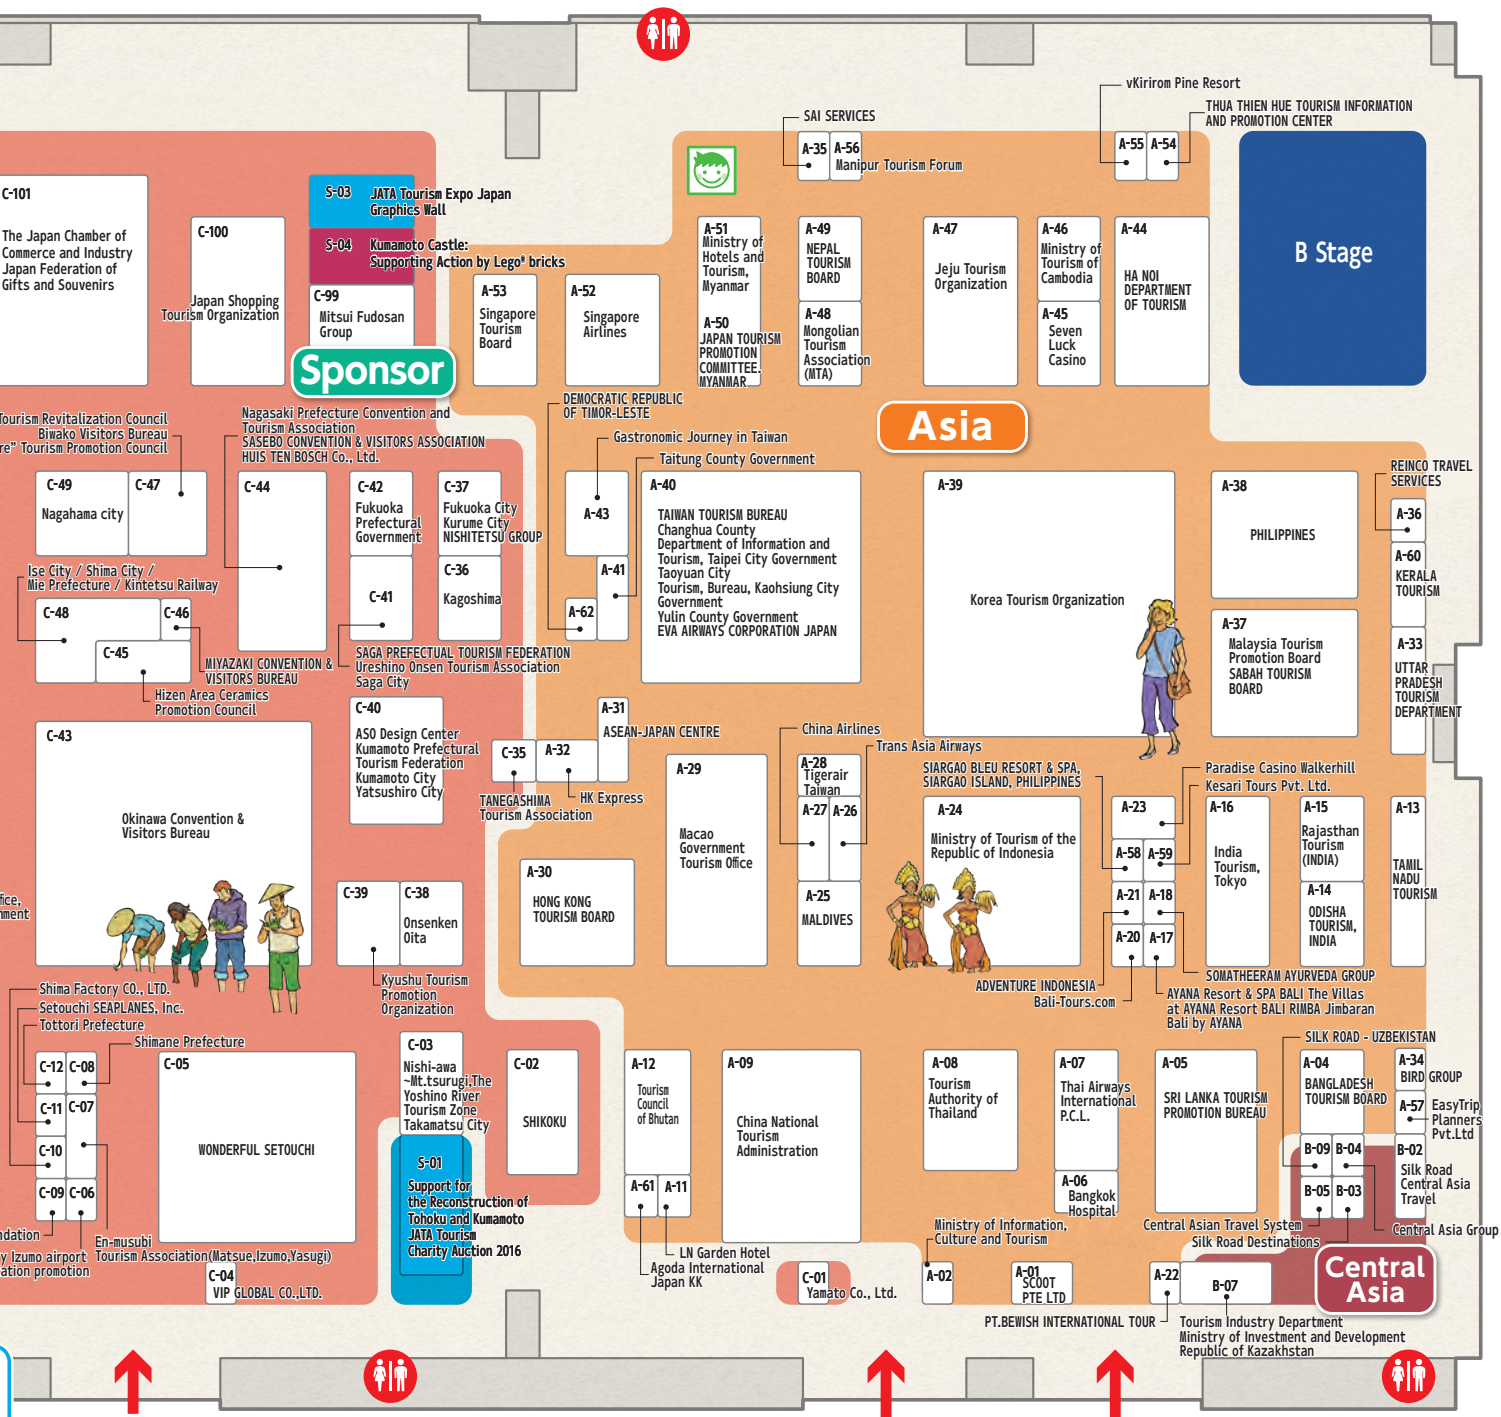 vKirirom Pine Resort
SAI SERVICES
THUA THIEN HUE TOURISM INFORMATION
AND PROMOTION CENTER
A-35
A-56
Manipur Tourism Forum
A-55
A-54
C-101
The Japan Chamber of
Commerce and Industry
Japan Federation of
Gifts and Souvenirs
C-100
Japan Shopping
Tourism Organization
S-03
JATA Tourism Expo Japan
Graphics Wall
S-04
Kumamoto Castle:
Supporting Action by Lego® bricks
C-99
Mitsui Fudosan
Group
Sponsor
A-53
Singapore
Tourism
Board
A-52
Singapore
Airlines
A-51
Ministry of
Hotels and
Tourism,
Myanmar
A-50
JAPAN TOURISM
PROMOTION
COMMITTEE.
MYANMAR
A-49
NEPAL
TOURISM
BOARD
A-48
Mongolian
Tourism
Association
(MTA)
A-47
Jeju Tourism
Organization
A-46
Ministry of
Tourism of
Cambodia
A-45
Seven
Luck
Casino
A-44
HA NOI
DEPARTMENT
OF TOURISM
B Stage
Asia
Tourism Revitalization Council
Biwako Visitors Bureau
re" Tourism Promotion Council
Nagasaki Prefecture Convention and
Tourism Association
SASEBO CONVENTION & VISITORS ASSOCIATION
HUIS TEN BOSCH Co., Ltd.
DEMOCRATIC REPUBLIC
OF TIMOR-LESTE
Gastronomic Journey in Taiwan
Taitung County Government
C-49
Nagahama city
C-47
C-44
C-42
Fukuoka
Prefectural
Government
C-37
Fukuoka City
Kurume City
NISHITETSU GROUP
C-36
Kagoshima
C-41
A-43
A-41
A-62
A-40
TAIWAN TOURISM BUREAU
Changhua County
Department of Information and
Tourism, Taipei City Government
Taoyuan City
Tourism, Bureau, Kaohsiung City
Government
Yulin County Government
EVA AIRWAYS CORPORATION JAPAN
A-39
Korea Tourism Organization
A-38
PHILIPPINES
A-37
Malaysia Tourism
Promotion Board
SABAH TOURISM
BOARD
REINCO TRAVEL
SERVICES
A-36
A-60
KERALA
TOURISM
A-33
UTTAR
PRADESH
TOURISM
DEPARTMENT
Ise City / Shima City /
Mie Prefecture / Kintetsu Railway
C-48
C-46
C-45
MIYAZAKI CONVENTION &
VISITORS BUREAU
Hizen Area Ceramics
Promotion Council
SAGA PREFECTUAL TOURISM FEDERATION
Ureshino Onsen Tourism Association
Saga City
C-43
Okinawa Convention &
Visitors Bureau
C-40
ASO Design Center
Kumamoto Prefectural
Tourism Federation
Kumamoto City
Yatsushiro City
C-35
A-32
A-31
ASEAN-JAPAN CENTRE
HK Express
TANEGASHIMA
Tourism Association
A-30
HONG KONG
TOURISM BOARD
A-29
Macao
Government
Tourism Office
China Airlines
Trans Asia Airways
A-28
Tigerair
Taiwan
A-27
A-26
A-25
MALDIVES
SIARGAO BLEU RESORT & SPA,
SIARGAO ISLAND, PHILIPPINES
A-24
Ministry of Tourism of the
Republic of Indonesia
Paradise Casino Walkerhill
Kesari Tours Pvt. Ltd.
A-23
A-58
A-59
A-21
A-18
A-20
A-17
A-16
India
Tourism,
Tokyo
A-15
Rajasthan
Tourism
(INDIA)
A-14
ODISHA
TOURISM,
INDIA
A-13
TAMIL
NADU
TOURISM
SOMATHEERAM AYURVEDA GROUP
ADVENTURE INDONESIA
Bali-Tours.com
AYANA Resort & SPA BALI The Villas
at AYANA Resort BALI RIMBA Jimbaran
Bali by AYANA
C-39
C-38
Onsenken
Oita
Kyushu Tourism
Promotion
Organization
fice,
nment
Shima Factory CO., LTD.
Setouchi SEAPLANES, Inc.
Tottori Prefecture
Shimane Prefecture
C-12
C-08
C-11
C-07
C-10
C-09
C-06
C-05
WONDERFUL SETOUCHI
C-03
Nishi-awa
~Mt.tsurugi,The
Yoshino River
Tourism Zone
Takamatsu City
S-01
Support for
the Reconstruction of
Tohoku and Kumamoto
JATA Tourism
Charity Auction 2016
C-02
SHIKOKU
ndation
y Izumo airport
ation promotion
En-musubi
Tourism Association(Matsue,Izumo,Yasugi)
C-04
VIP GLOBAL CO.,LTD.
A-12
Tourism
Council
of Bhutan
A-61
A-11
LN Garden Hotel
Agoda International
Japan KK
A-09
China National
Tourism
Administration
C-01
Yamato Co., Ltd.
A-08
Tourism
Authority of
Thailand
A-07
Thai Airways
International
P.C.L.
A-06
Bangkok
Hospital
A-05
SRI LANKA TOURISM
PROMOTION BUREAU
SILK ROAD - UZBEKISTAN
A-04
BANGLADESH
TOURISM BOARD
A-34
BIRD GROUP
A-57
EasyTrip
Planners
Pvt.Ltd
B-09
B-04
B-05
B-03
B-02
Silk Road
Central Asia
Travel
Central Asian Travel System
Silk Road Destinations
Central Asia Group
Ministry of Information,
Culture and Tourism
A-02
A-01
SCOOT
PTE LTD
A-22
B-07
PT.BEWISH INTERNATIONAL TOUR
Tourism Industry Department
Ministry of Investment and Development
Republic of Kazakhstan
Central
Asia